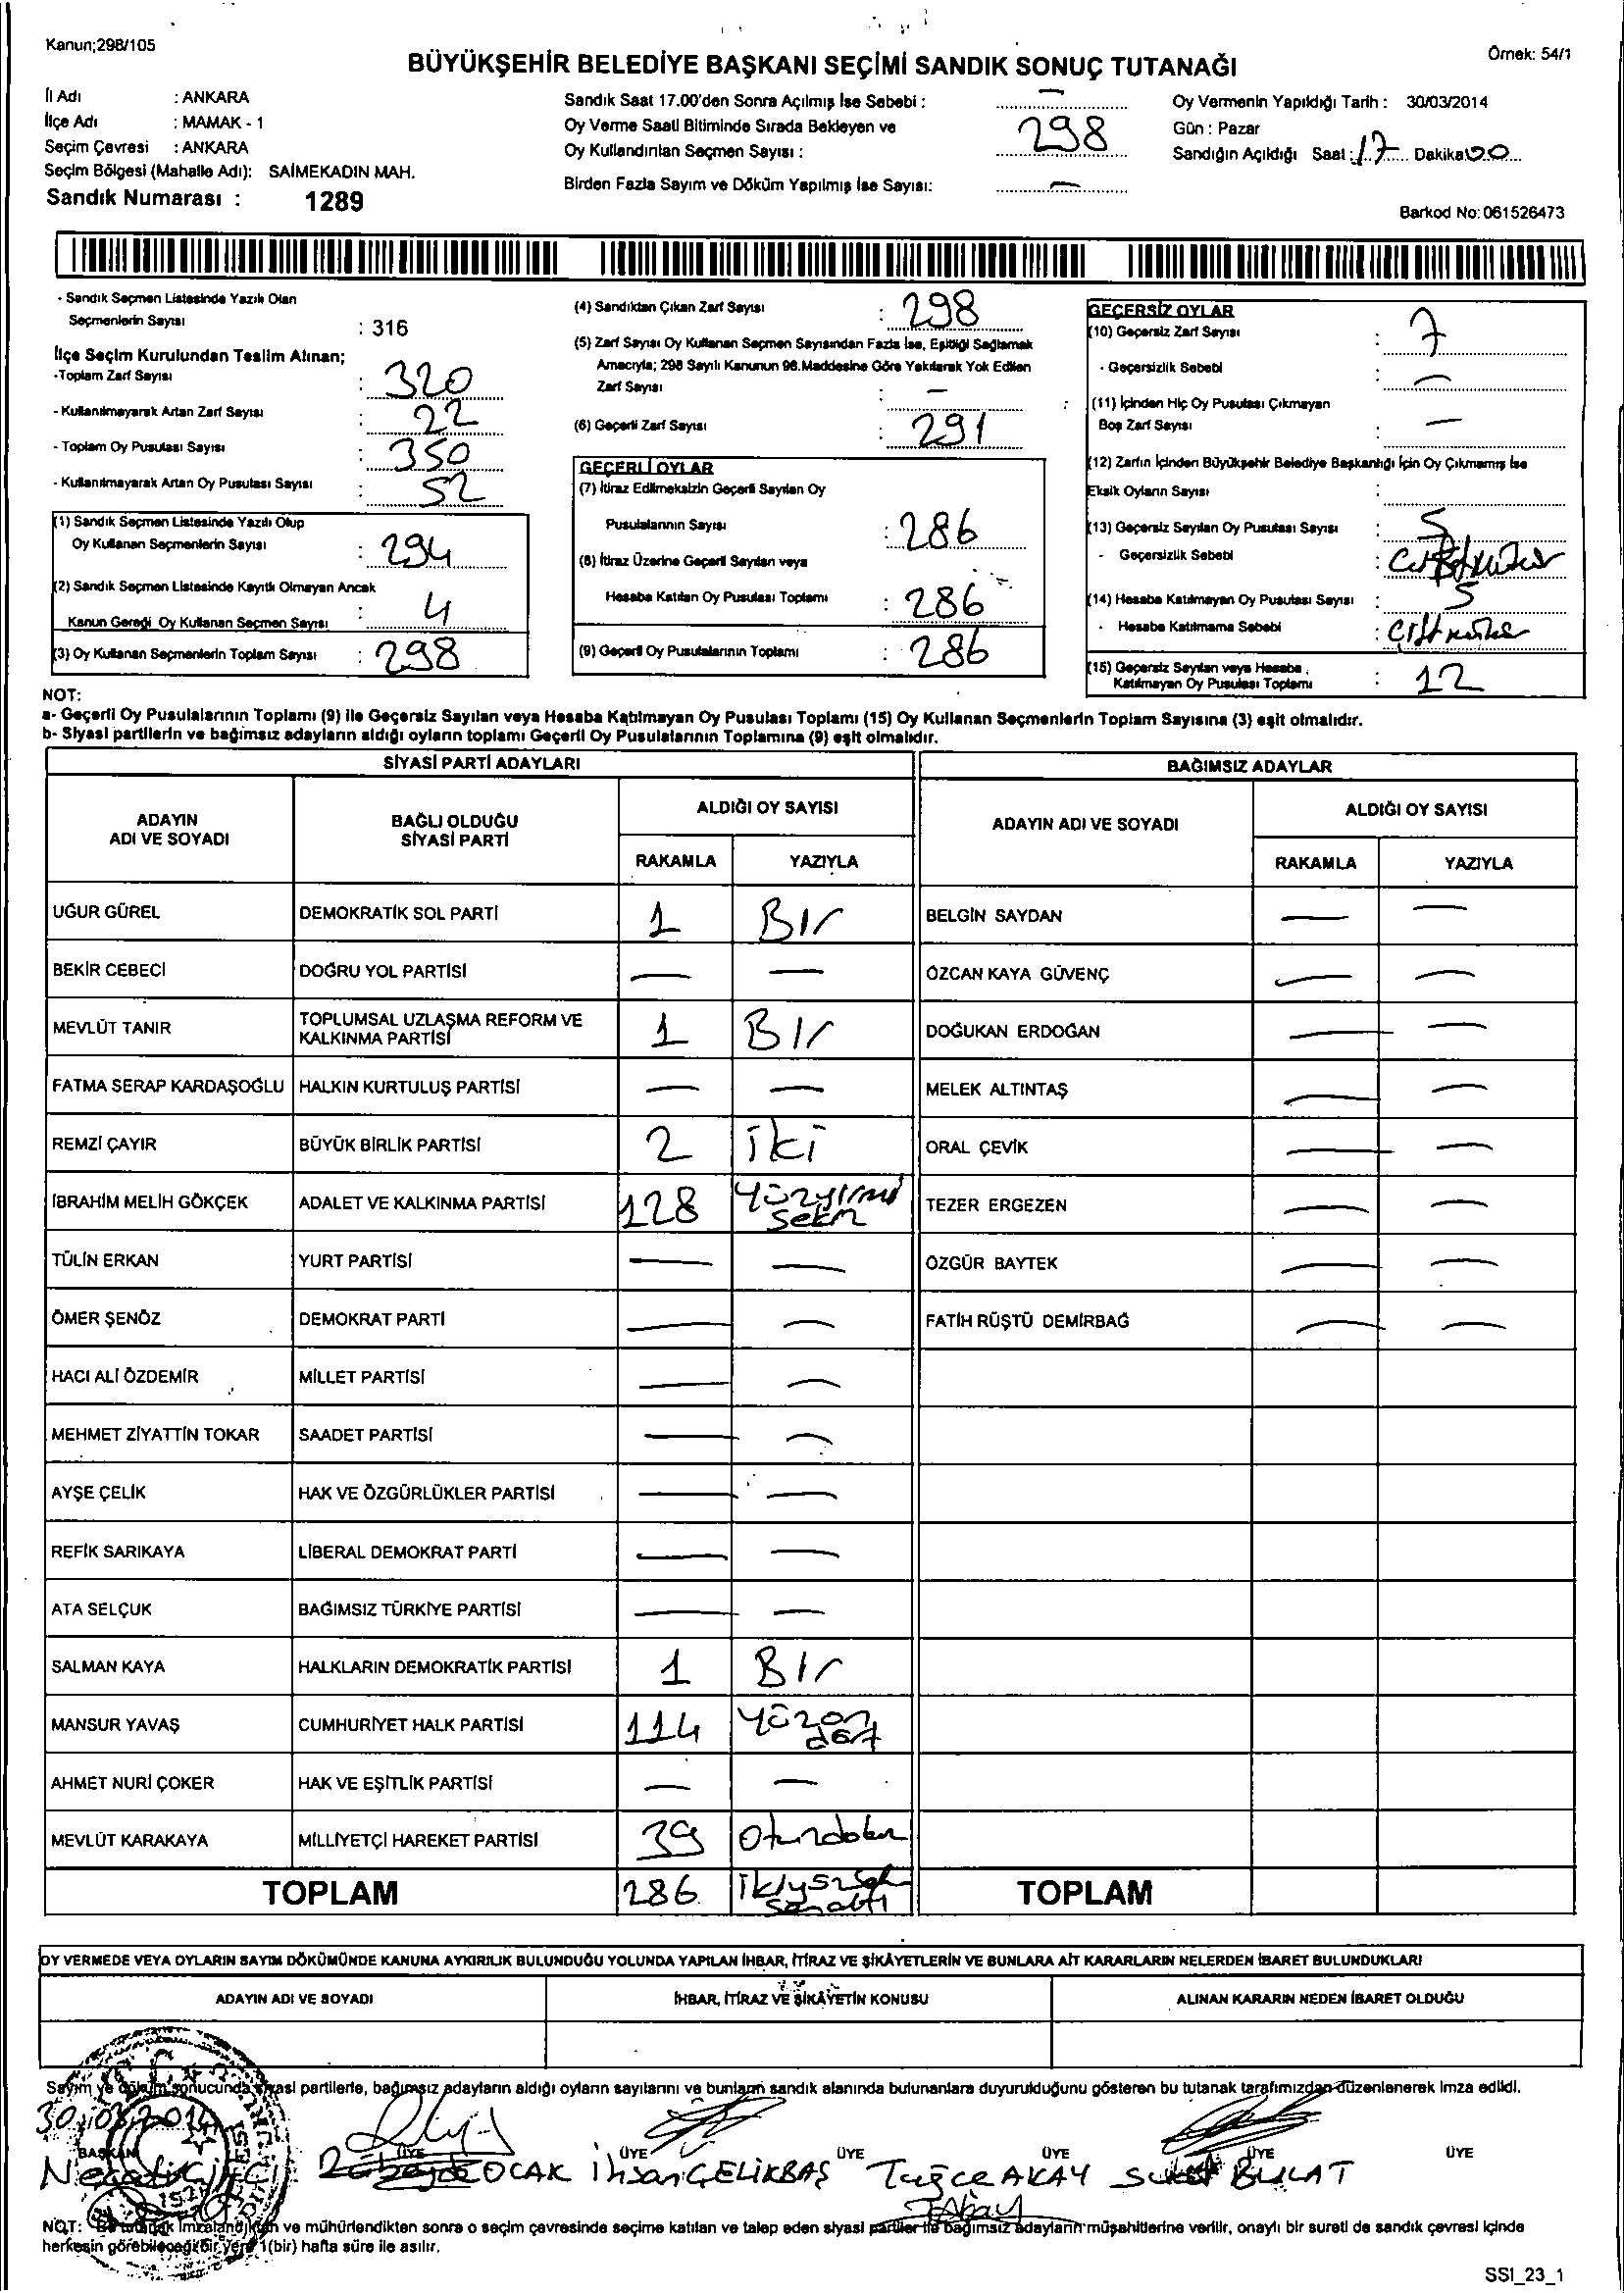 Kanun;298/105
Örnek: 54/1
BÜYÜKŞEHİR BELEDİYE BAŞKANI SEÇİMİ SANDIK SONUÇ TUTANAĞI
İl Adı : ANKARA
İlçe Adı : MAMAK - 1
Seçim Çevresi : ANKARA
Seçim Bölgesi (Mahalle Adı): SAİMEKADIN MAH.
Sandık Numarası : 1289
Sandık Saat 17.00'den Sonra Açılmış İse Sebebi : —
Oy Verme Saati Bitiminde Sırada Bekleyen ve
Oy Kullandırılan Seçmen Sayısı : 298
Birden Fazla Sayım ve Döküm Yapılmış İse Sayısı: —
Oy Vermenin Yapıldığı Tarih : 30/03/2014
Gün : Pazar
Sandığın Açıldığı Saat : 17 Dakika 00
Barkod No: 061526473
- Sandık Seçmen Listesinde Yazılı Olan
Seçmenlerin Sayısı : 316
İlçe Seçim Kurulundan Teslim Alınan;
-Toplam Zarf Sayısı : 320
- Kullanılmayarak Artan Zarf Sayısı : 22
- Toplam Oy Pusulası Sayısı : 350
- Kullanılmayarak Artan Oy Pusulası Sayısı : 52
(1) Sandık Seçmen Listesinde Yazılı Olup
Oy Kullanan Seçmenlerin Sayısı : 294
(2) Sandık Seçmen Listesinde Kayıtlı Olmayan Ancak
Kanun Gereği Oy Kullanan Seçmen Sayısı : 4
(3) Oy Kullanan Seçmenlerin Toplam Sayısı : 298
(4) Sandıktan Çıkan Zarf Sayısı : 298
(5) Zarf Sayısı Oy Kullanan Seçmen Sayısından Fazla İse, Eşitliği Sağlamak
Amacıyla; 298 Sayılı Kanunun 98.Maddesine Göre Yakılarak Yok Edilen
Zarf Sayısı : —
(6) Geçerli Zarf Sayısı : 291
GEÇERLİ OYLAR
(7) İtiraz Edilmeksizin Geçerli Sayılan Oy
Pusulalarının Sayısı : 286
(8) İtiraz Üzerine Geçerli Sayılan veya
Hesaba Katılan Oy Pusulası Toplamı : 286
(9) Geçerli Oy Pusulalarının Toplamı : 286
GEÇERSİZ OYLAR
(10) Geçersiz Zarf Sayısı : 7
- Geçersizlik Sebebi : —
(11) İçinden Hiç Oy Pusulası Çıkmayan
Boş Zarf Sayısı : —
(12) Zarfın İçinden Büyükşehir Belediye Başkanlığı İçin Oy Çıkmamış İse
Eksik Oyların Sayısı :
(13) Geçersiz Sayılan Oy Pusulası Sayısı : 5
- Geçersizlik Sebebi :
(14) Hesaba Katılmayan Oy Pusulası Sayısı : 5
- Hesaba Katılmama Sebebi :
(15) Geçersiz Sayılan veya Hesaba
Katılmayan Oy Pusulası Toplamı : 12
NOT:
a- Geçerli Oy Pusulalarının Toplamı (9) ile Geçersiz Sayılan veya Hesaba Katılmayan Oy Pusulası Toplamı (15) Oy Kullanan Seçmenlerin Toplam Sayısına (3) eşit olmalıdır.
b- Siyasi partilerin ve bağımsız adayların aldığı oyların toplamı Geçerli Oy Pusulalarının Toplamına (9) eşit olmalıdır.
SİYASİ PARTİ ADAYLARI
ADAYIN ADI VE SOYADI
BAĞLI OLDUĞU SİYASİ PARTİ
ALDIĞI OY SAYISI
RAKAMLA YAZIYLA
UĞUR GÜREL DEMOKRATİK SOL PARTİ 1 Bir
BEKİR CEBECİ DOĞRU YOL PARTİSİ — —
MEVLÜT TANIR TOPLUMSAL UZLAŞMA REFORM VE KALKINMA PARTİSİ 1 Bir
FATMA SERAP KARDAŞOĞLU HALKIN KURTULUŞ PARTİSİ — —
REMZİ ÇAYIR BÜYÜK BİRLİK PARTİSİ 2 iki
İBRAHİM MELİH GÖKÇEK ADALET VE KALKINMA PARTİSİ 128 Yüzyirmi sekiz
TÜLİN ERKAN YURT PARTİSİ — —
ÖMER ŞENÖZ DEMOKRAT PARTİ — —
HACI ALİ ÖZDEMİR MİLLET PARTİSİ — —
MEHMET ZİYATTİN TOKAR SAADET PARTİSİ — —
AYŞE ÇELİK HAK VE ÖZGÜRLÜKLER PARTİSİ — —
REFİK SARIKAYA LİBERAL DEMOKRAT PARTİ — —
ATA SELÇUK BAĞIMSIZ TÜRKİYE PARTİSİ — —
SALMAN KAYA HALKLARIN DEMOKRATİK PARTİSİ 1 Bir
MANSUR YAVAŞ CUMHURİYET HALK PARTİSİ 114 Yüzon dört
AHMET NURİ ÇOKER HAK VE EŞİTLİK PARTİSİ — —
MEVLÜT KARAKAYA MİLLİYETÇİ HAREKET PARTİSİ 39 Otuzdokuz
TOPLAM 286 ikiyüzsek senaltı
BAĞIMSIZ ADAYLAR
ADAYIN ADI VE SOYADI
ALDIĞI OY SAYISI
RAKAMLA YAZIYLA
BELGİN SAYDAN — —
ÖZCAN KAYA GÜVENÇ — —
DOĞUKAN ERDOĞAN — —
MELEK ALTINTAŞ — —
ORAL ÇEVİK — —
TEZER ERGEZEN — —
ÖZGÜR BAYTEK — —
FATİH RÜŞTÜ DEMİRBAĞ — —
TOPLAM
OY VERMEDE VEYA OYLARIN SAYIM DÖKÜMÜNDE KANUNA AYKIRILIK BULUNDUĞU YOLUNDA YAPILAN İHBAR, İTİRAZ VE ŞİKÂYETLERİN VE BUNLARA AİT KARARLARIN NELERDEN İBARET BULUNDUKLARI
ADAYIN ADI VE SOYADI
İHBAR, İTİRAZ VE ŞİKÂYETİN KONUSU
ALINAN KARARIN NEDEN İBARET OLDUĞU
Sayım ve döküm sonucunda siyasi partilerle, bağımsız adayların aldığı oyların sayılarını ve bunların sandık alanında bulunanlara duyurulduğunu gösteren bu tutanak tarafımızdan düzenlenerek imza edildi.
30.03.2014
BAŞKAN ÜYE ÜYE ÜYE ÜYE ÜYE ÜYE
Necati Zübeyde OCAK İhsan ÇELİKBAŞ Tuğçe AKAY BULAT
NOT: Bu tutanak imzalandıktan ve mühürlendikten sonra o seçim çevresinde seçime katılan ve talep eden siyasi partiler ile bağımsız adayların müşahitlerine verilir, onaylı bir sureti de sandık çevresi içinde
herkesin görebileceği bir yere 1(bir) hafta süre ile asılır.
SSI_23_1